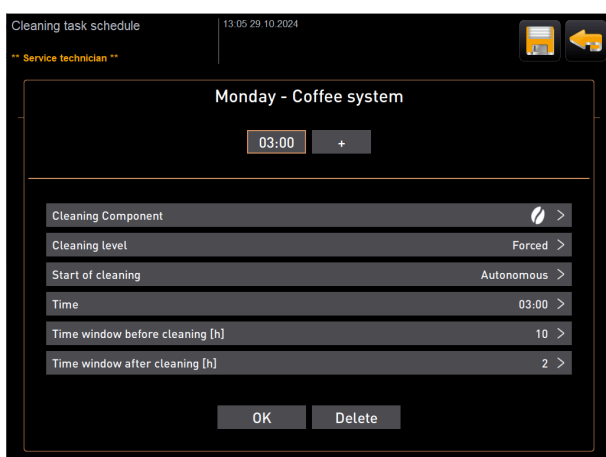 Cleaning task schedule
13:05 29.10.2024
** Service technician **
Monday - Coffee system
03:00 +
Cleaning Component >
Cleaning level Forced >
Start of cleaning Autonomous >
Time 03:00 >
Time window before cleaning [h] 10 >
Time window after cleaning [h] 2 >
OK Delete